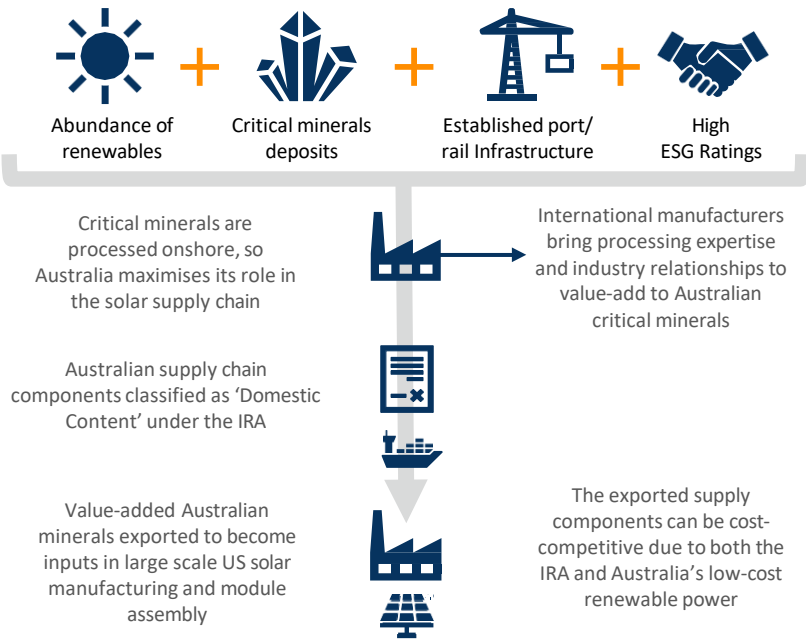 Abundance of
renewables
Critical minerals
deposits
Established port/
rail Infrastructure
High
ESG Ratings
Critical minerals are
processed onshore, so
Australia maximises its role in
the solar supply chain
International manufacturers
bring processing expertise
and industry relationships to
value-add to Australian
critical minerals
Australian supply chain
components classified as ‘Domestic
Content’ under the IRA
Value-added Australian
minerals exported to become
inputs in large scale US solar
manufacturing and module
assembly
The exported supply
components can be cost-
competitive due to both the
IRA and Australia’s low-cost
renewable power